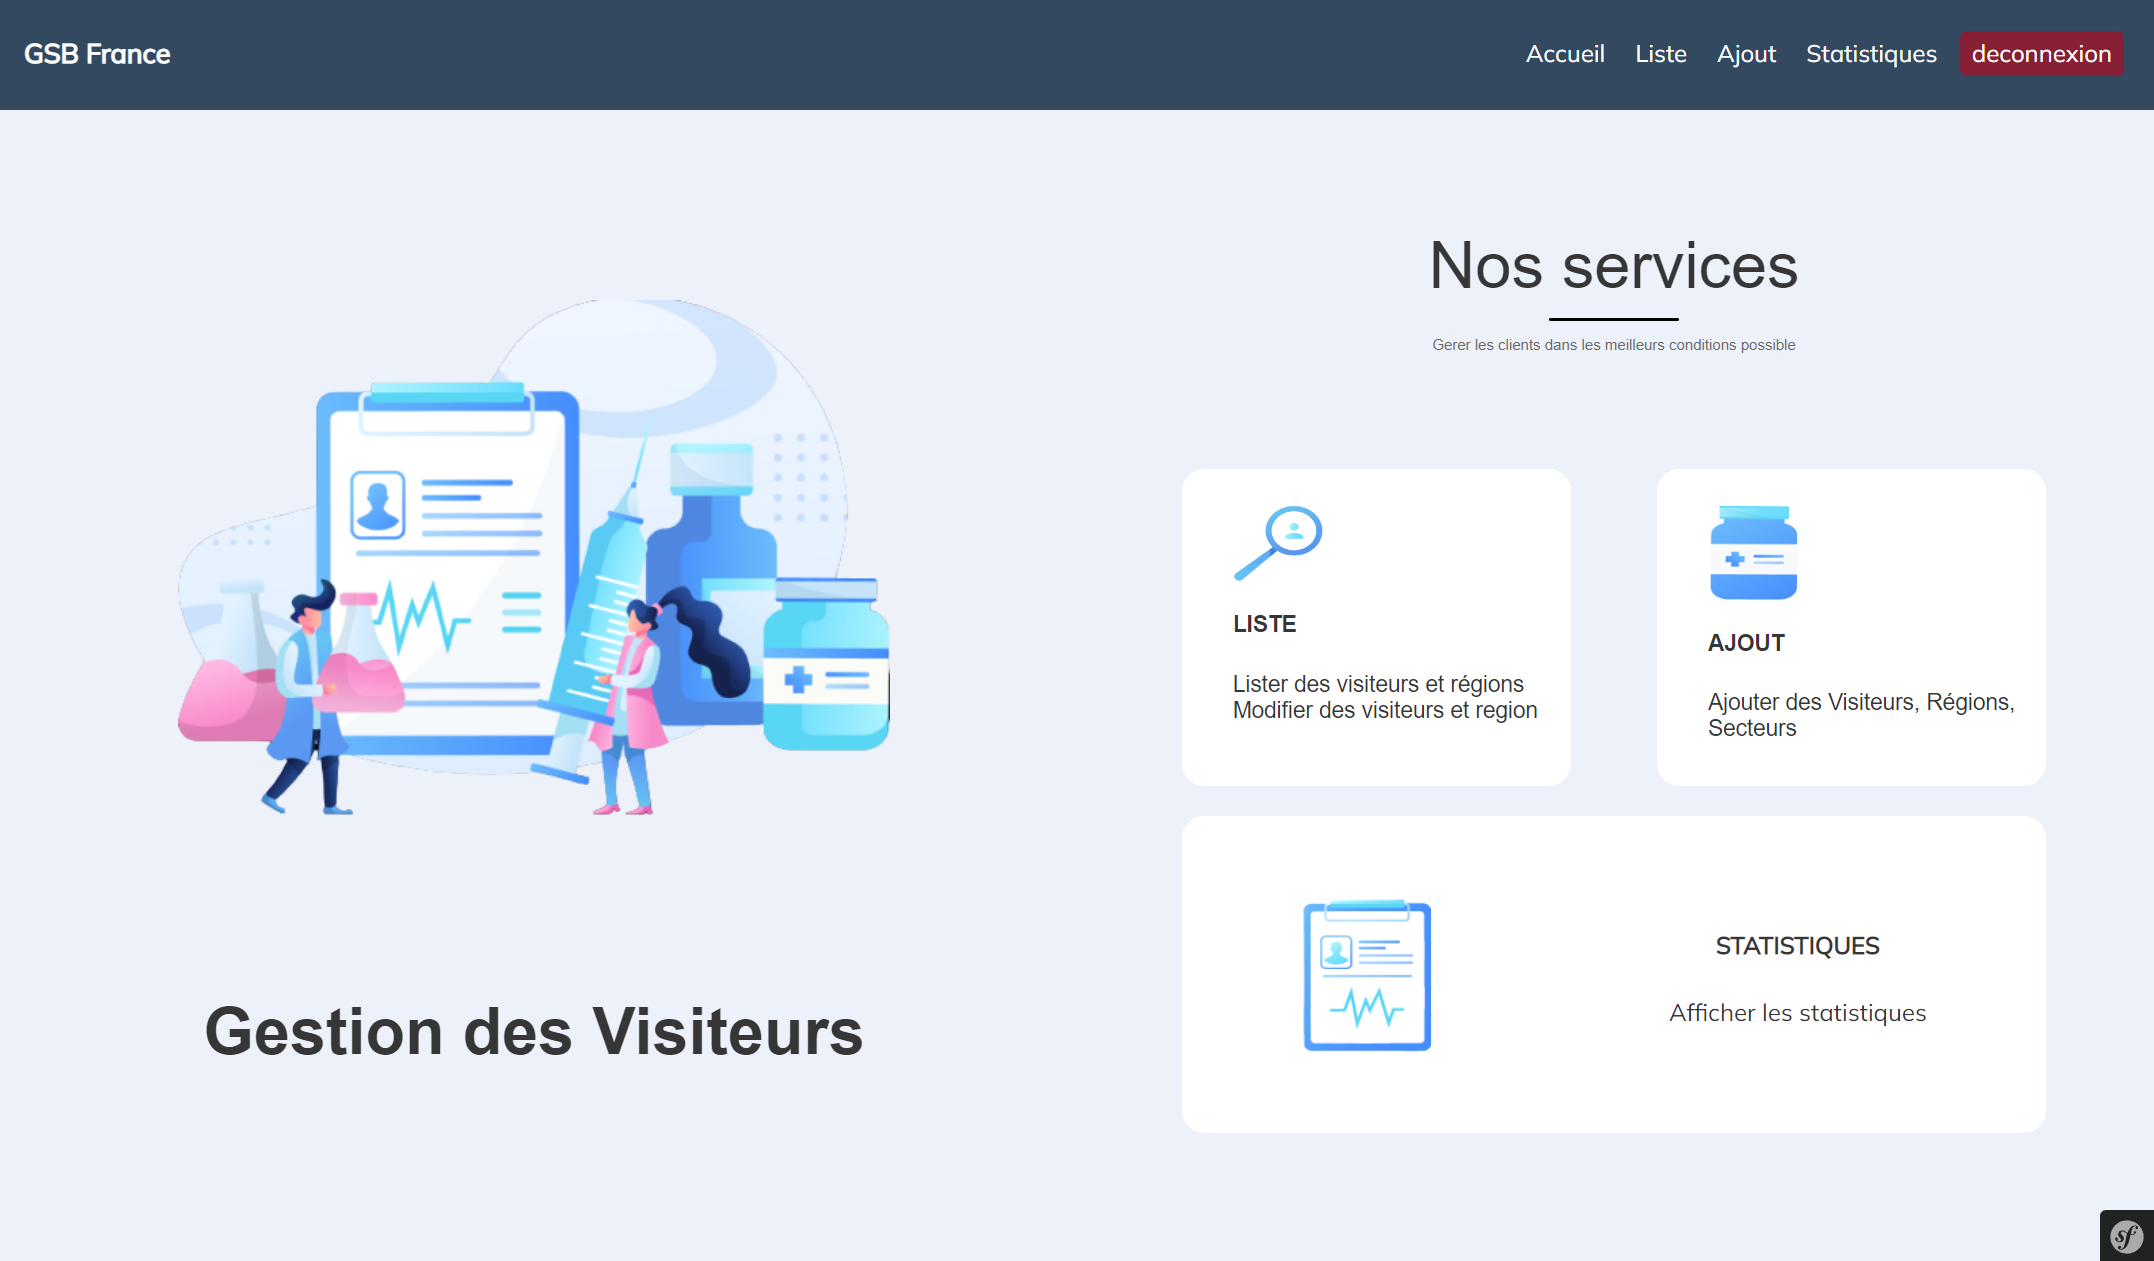 GSB France
Accueil
Liste
Ajout
Statistiques
deconnexion
Nos services
Gerer les clients dans les meilleurs conditions possible
LISTE
Lister des visiteurs et régions
Modifier des visiteurs et region
AJOUT
Ajouter des Visiteurs, Régions,
Secteurs
STATISTIQUES
Afficher les statistiques
Gestion des Visiteurs
sf